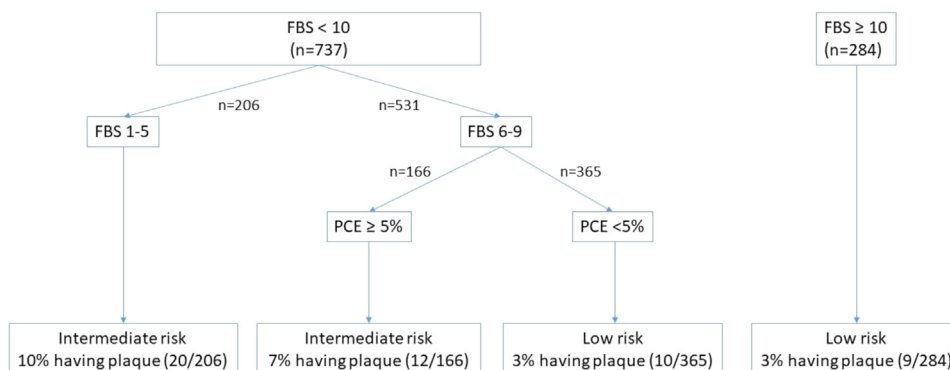 FBS < 10
(n=737)
FBS ≥ 10
(n=284)
n=206
n=531
FBS 1-5
FBS 6-9
n=166
n=365
PCE ≥ 5%
PCE <5%
Intermediate risk
10% having plaque (20/206)
Intermediate risk
7% having plaque (12/166)
Low risk
3% having plaque (10/365)
Low risk
3% having plaque (9/284)